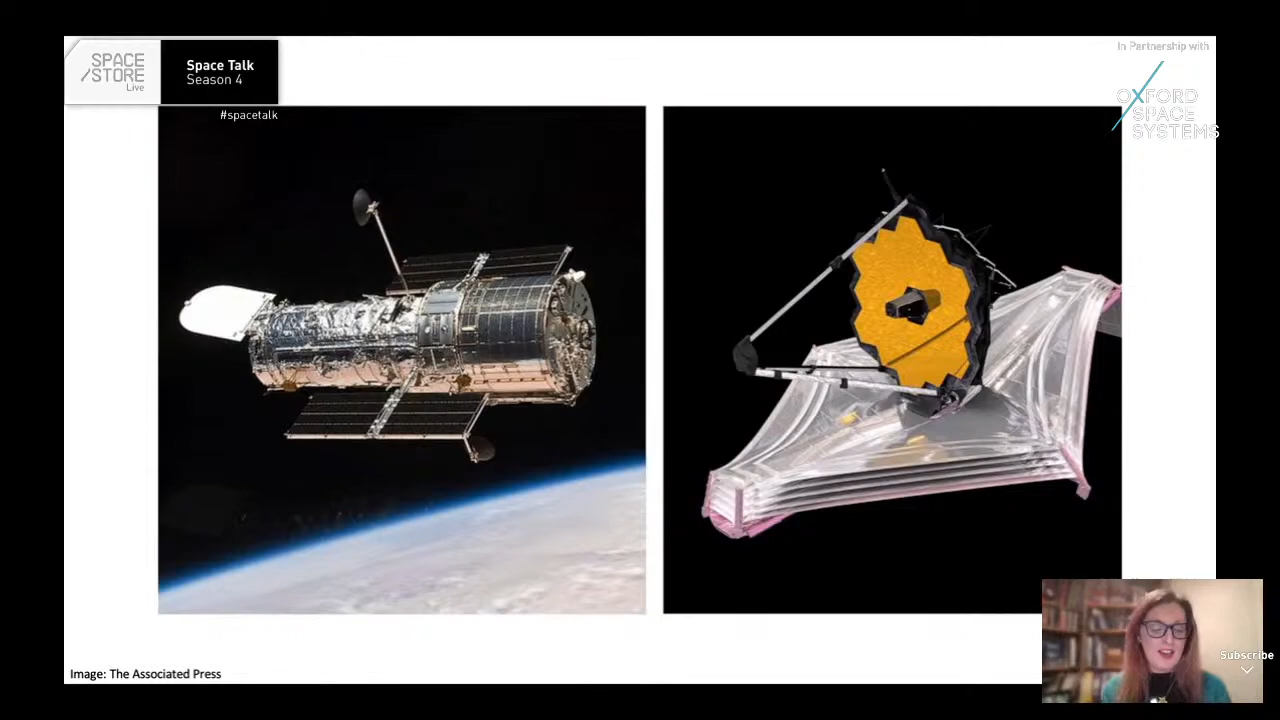 SPACE
/STORE
Live
Space Talk
Season 4
#spacetalk
In Partnership with
OXFORD
SPACE
SYSTEMS
Image: The Associated Press
Subscribe